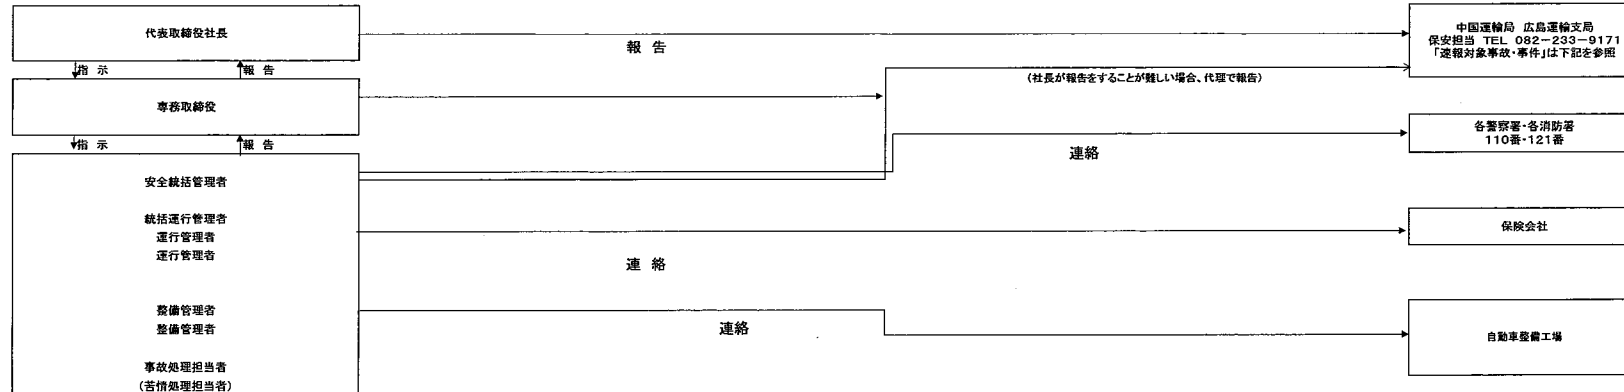 代表取締役社長
報 告
中国運輸局 広島運輸支局
保安担当 TEL 082－233－9171
「速報対象事故・事件」は下記を参照
指 示
報 告
(社長が報告をすることが難しい場合、代理で報告)
専務取締役
指 示
報 告
各警察署・各消防署
110番・121番
連絡
安全統括管理者
統括運行管理者
運行管理者
運行管理者
保険会社
連 絡
整備管理者
整備管理者
連絡
自動車整備工場
事故処理担当者
(苦情処理担当者)